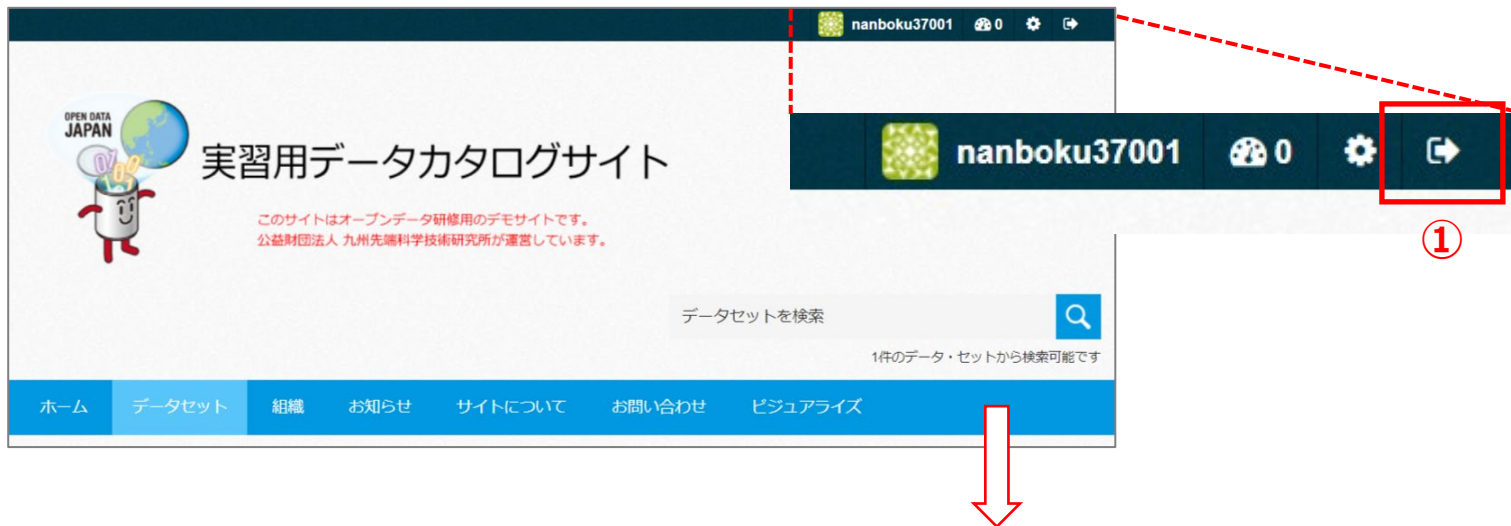 nanboku37001 0
OPEN DATA
JAPAN
実習用データカタログサイト
このサイトはオープンデータ研修用のデモサイトです。
公益財団法人 九州先端科学技術研究所が運営しています。
nanboku37001 0
①
データセットを検索
1件のデータ・セットから検索可能です
ホーム データセット 組織 お知らせ サイトについて お問い合わせ ビジュアライズ